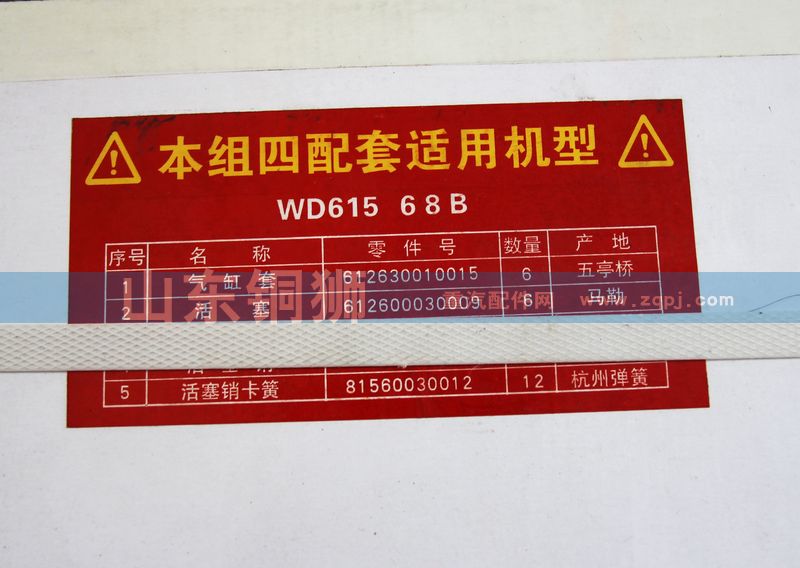 本组四配套适用机型
WD615 68B
序号 名称 零件号 数量 产地
1 气缸套 612630010015 6 五亭桥
2 活塞 612600030009 6 马勒
山东铜狮
重汽配件网 www.zqpj.com
5 活塞销卡簧 81560030012 12 杭州弹簧